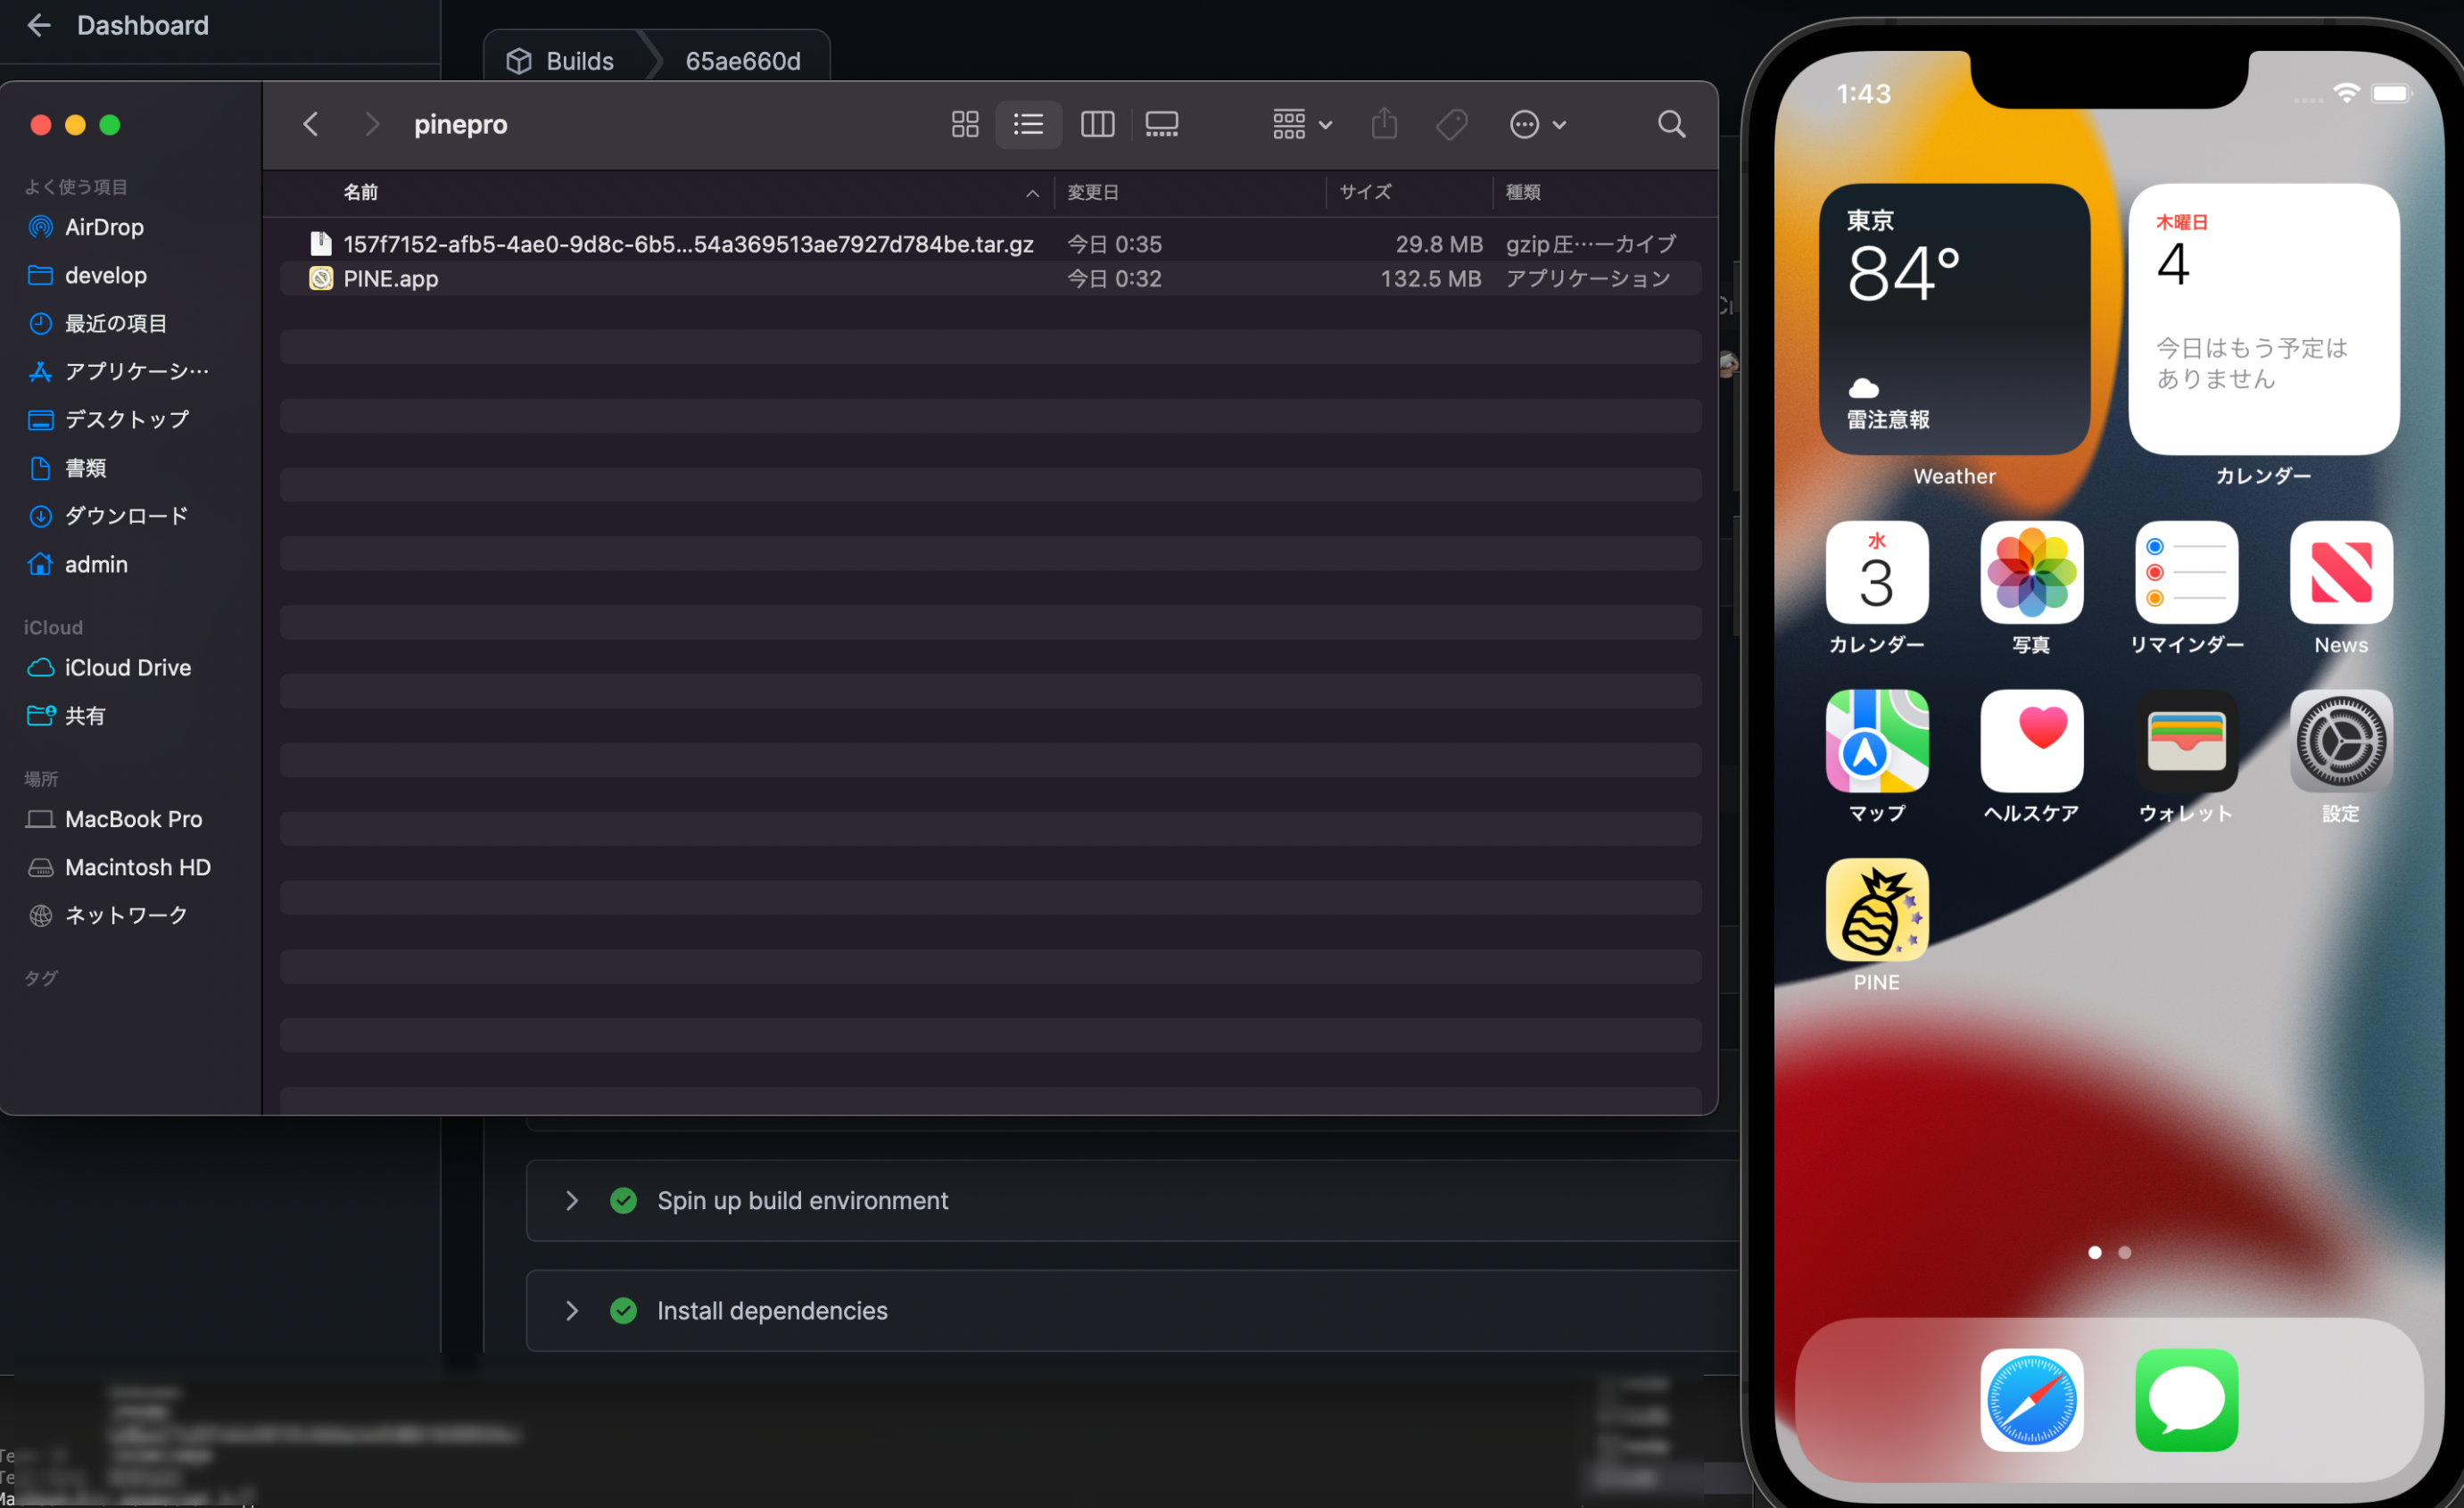 Dashboard
Builds
65ae660d
pinepro
よく使う項目
AirDrop
develop
最近の項目
アプリケーシ…
デスクトップ
書類
ダウンロード
admin
iCloud
iCloud Drive
共有
場所
MacBook Pro
Macintosh HD
ネットワーク
タグ
名前 変更日 サイズ 種類
157f7152-afb5-4ae0-9d8c-6b5...54a369513ae7927d784be.tar.gz 今日 0:35 29.8 MB gzip圧…ーカイブ
PINE.app 今日 0:32 132.5 MB アプリケーション
Spin up build environment
Install dependencies
1:43
東京
84°
雷注意報
Weather
木曜日
4
今日はもう予定は
ありません
カレンダー
水
3
カレンダー 写真 リマインダー News
マップ ヘルスケア ウォレット 設定
PINE